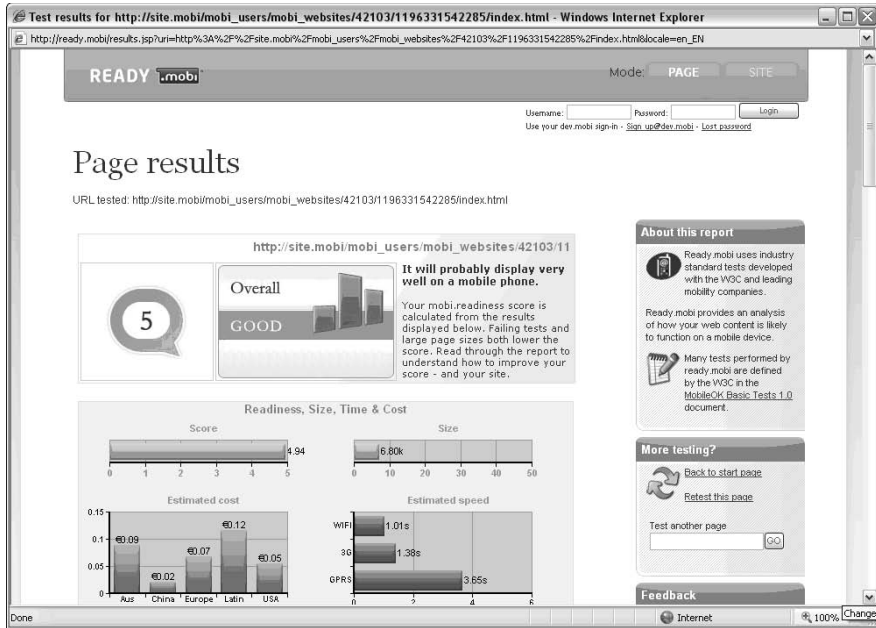 Test results for http://site.mobi/mobi_users/mobi_websites/42103/1196331542285/index.html - Windows Internet Explorer
http://ready.mobi/results.jsp?uri=http%3A%2F%2Fsite.mobi%2Fmobi_users%2Fmobi_websites%2F42103%2F1196331542285%2Findex.html&locale=en_EN
READY .mobi
Mode: PAGE SITE
Username: Password: Login
Use your dev.mobi sign-in - Sign up@dev.mobi - Lost password
Page results
URL tested: http://site.mobi/mobi_users/mobi_websites/42103/1196331542285/index.html
http://site.mobi/mobi_users/mobi_websites/42103/11
5
Overall
GOOD
It will probably display very
well on a mobile phone.
Your mobi.readiness score is
calculated from the results
displayed below. Failing tests and
large page sizes both lower the
score. Read through the report to
understand how to improve your
score - and your site.
Readiness, Size, Time & Cost
Score
4.94
0 1 2 3 4 5
Size
6.80k
0 10 20 30 40 50
Estimated cost
0.15
0.1
0.05
0
€0.09
€0.02
€0.07
€0.12
€0.05
Aus China Europe Latin USA
Estimated speed
WIFI 1.01s
3G 1.38s
GPRS 3.65s
0 2 4 6
About this report
Ready.mobi uses industry
standard tests developed
with the W3C and leading
mobility companies.
Ready.mobi provides an analysis
of how your web content is likely
to function on a mobile device.
Many tests performed by
ready.mobi are defined
by the W3C in the
MobileOK Basic Tests 1.0
document.
More testing?
Back to start page
Retest this page
Test another page
GO
Feedback
Done
Internet
100%
Change